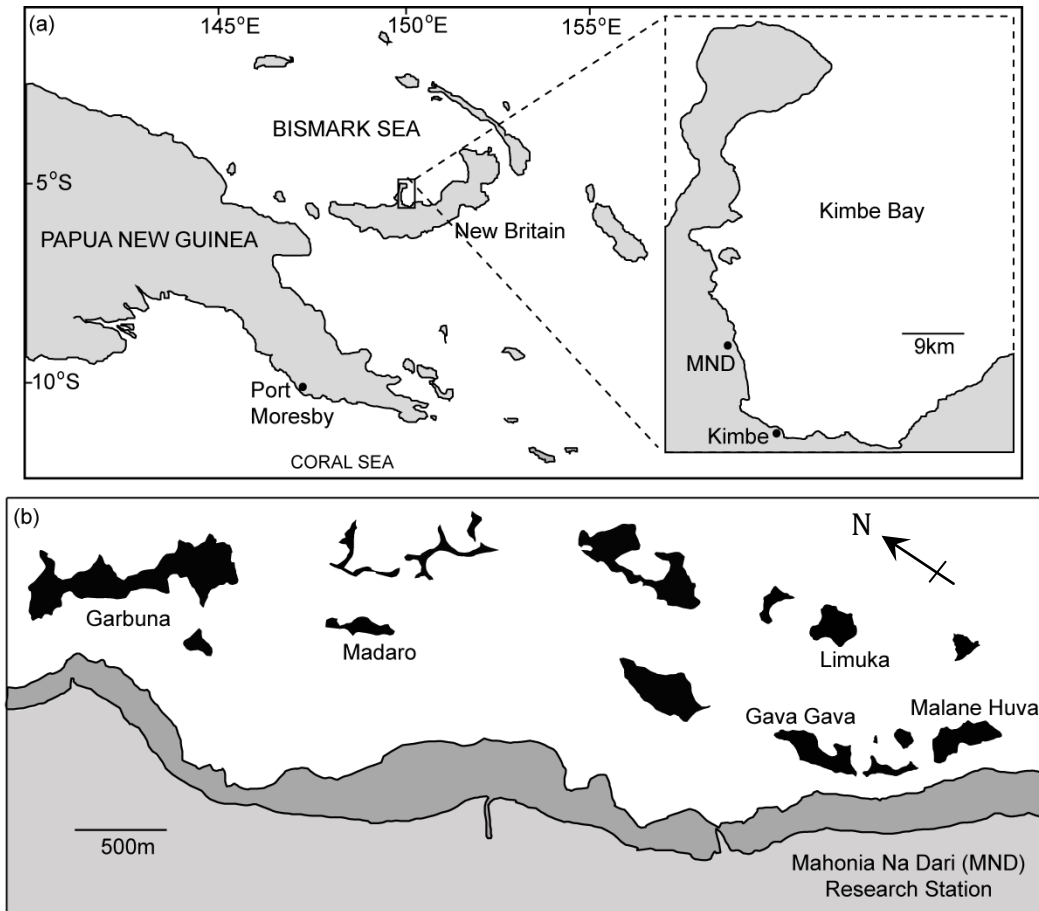 (a)
145°E
150°E
155°E
BISMARK SEA
5°S
PAPUA NEW GUINEA
New Britain
Kimbe Bay
9km
MND
10°S
Port
Moresby
Kimbe
CORAL SEA
(b)
N
Garbuna
Madaro
Limuka
Gava Gava
Malane Huva
500m
Mahonia Na Dari (MND)
Research Station